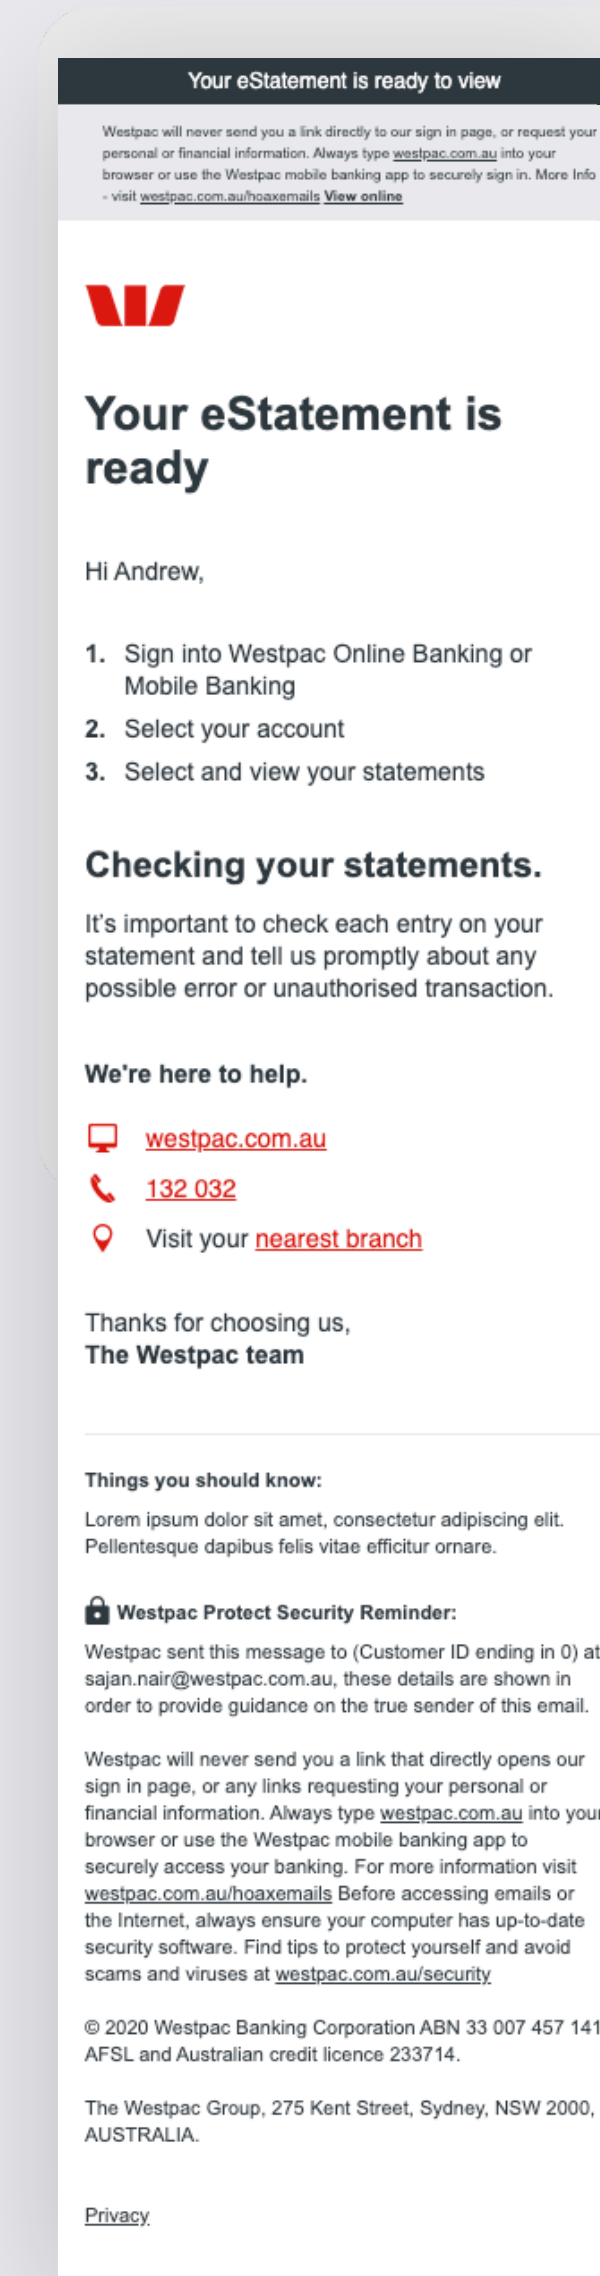 Your eStatement is ready to view
Westpac will never send you a link directly to our sign in page, or request your
personal or financial information. Always type westpac.com.au into your
browser or use the Westpac mobile banking app to securely sign in. More Info
- visit westpac.com.au/hoaxemails View online
Your eStatement is
ready
Hi Andrew,
1. Sign into Westpac Online Banking or
Mobile Banking
2. Select your account
3. Select and view your statements
Checking your statements.
It's important to check each entry on your
statement and tell us promptly about any
possible error or unauthorised transaction.
We're here to help.
westpac.com.au
132 032
Visit your nearest branch
Thanks for choosing us,
The Westpac team
Things you should know:
Lorem ipsum dolor sit amet, consectetur adipiscing elit.
Pellentesque dapibus felis vitae efficitur ornare.
Westpac Protect Security Reminder:
Westpac sent this message to (Customer ID ending in 0) at
sajan.nair@westpac.com.au, these details are shown in
order to provide guidance on the true sender of this email.
Westpac will never send you a link that directly opens our
sign in page, or any links requesting your personal or
financial information. Always type westpac.com.au into your
browser or use the Westpac mobile banking app to
securely access your banking. For more information visit
westpac.com.au/hoaxemails Before accessing emails or
the Internet, always ensure your computer has up-to-date
security software. Find tips to protect yourself and avoid
scams and viruses at westpac.com.au/security
© 2020 Westpac Banking Corporation ABN 33 007 457 141
AFSL and Australian credit licence 233714.
The Westpac Group, 275 Kent Street, Sydney, NSW 2000,
AUSTRALIA.
Privacy